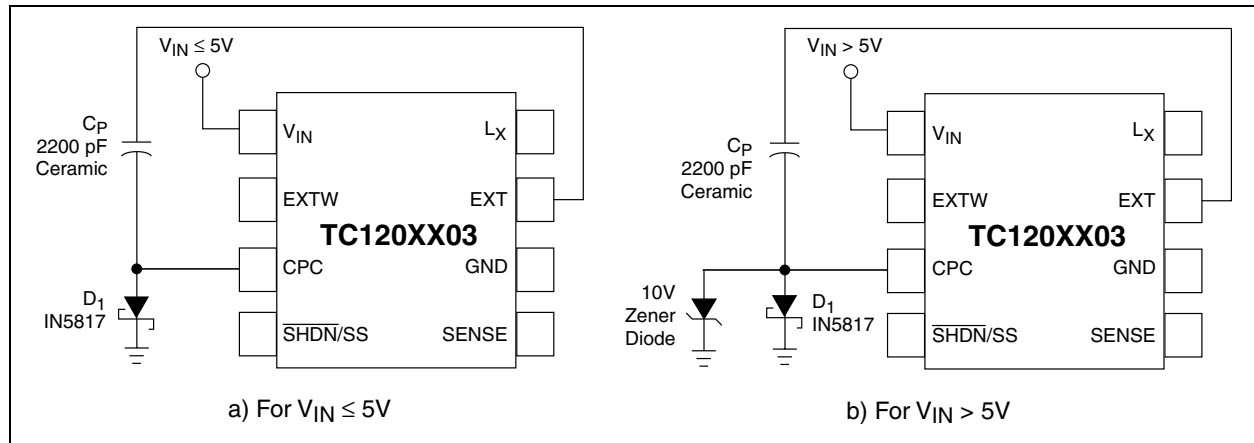 V_IN ≤ 5V
C_P
2200 pF
Ceramic
V_IN
L_X
EXTW
EXT
TC120XX03
CPC
GND
D_1
IN5817
SHDN/SS
SENSE
a) For V_IN ≤ 5V
V_IN > 5V
C_P
2200 pF
Ceramic
V_IN
L_X
EXTW
EXT
TC120XX03
CPC
GND
10V
Zener
Diode
D_1
IN5817
SHDN/SS
SENSE
b) For V_IN > 5V